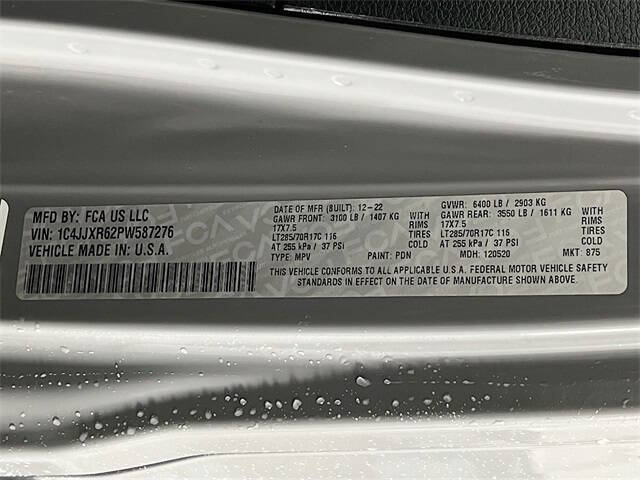 MFD BY: FCA US LLC
VIN: 1C4JJXR62PW587276
VEHICLE MADE IN U.S.A.
DATE OF MFR (BUILT): 12-22 GVWR: 6400 LB / 2903 KG
GAWR FRONT: 3100 LB / 1407 KG WITH GAWR REAR: 3550 LB / 1611 KG WITH
17X7.5 RIMS 17X7.5 RIMS
LT285/70R17C 116 TIRES LT285/70R17C 116 TIRES
AT 255 kPa / 37 PSI COLD AT 255 kPa / 37 PSI COLD
TYPE: MPV PAINT: PDN MDH: 120520 MKT: 875
THIS VEHICLE CONFORMS TO ALL APPLICABLE U.S.A. FEDERAL MOTOR VEHICLE SAFETY
STANDARDS IN EFFECT ON THE DATE OF MANUFACTURE SHOWN ABOVE.